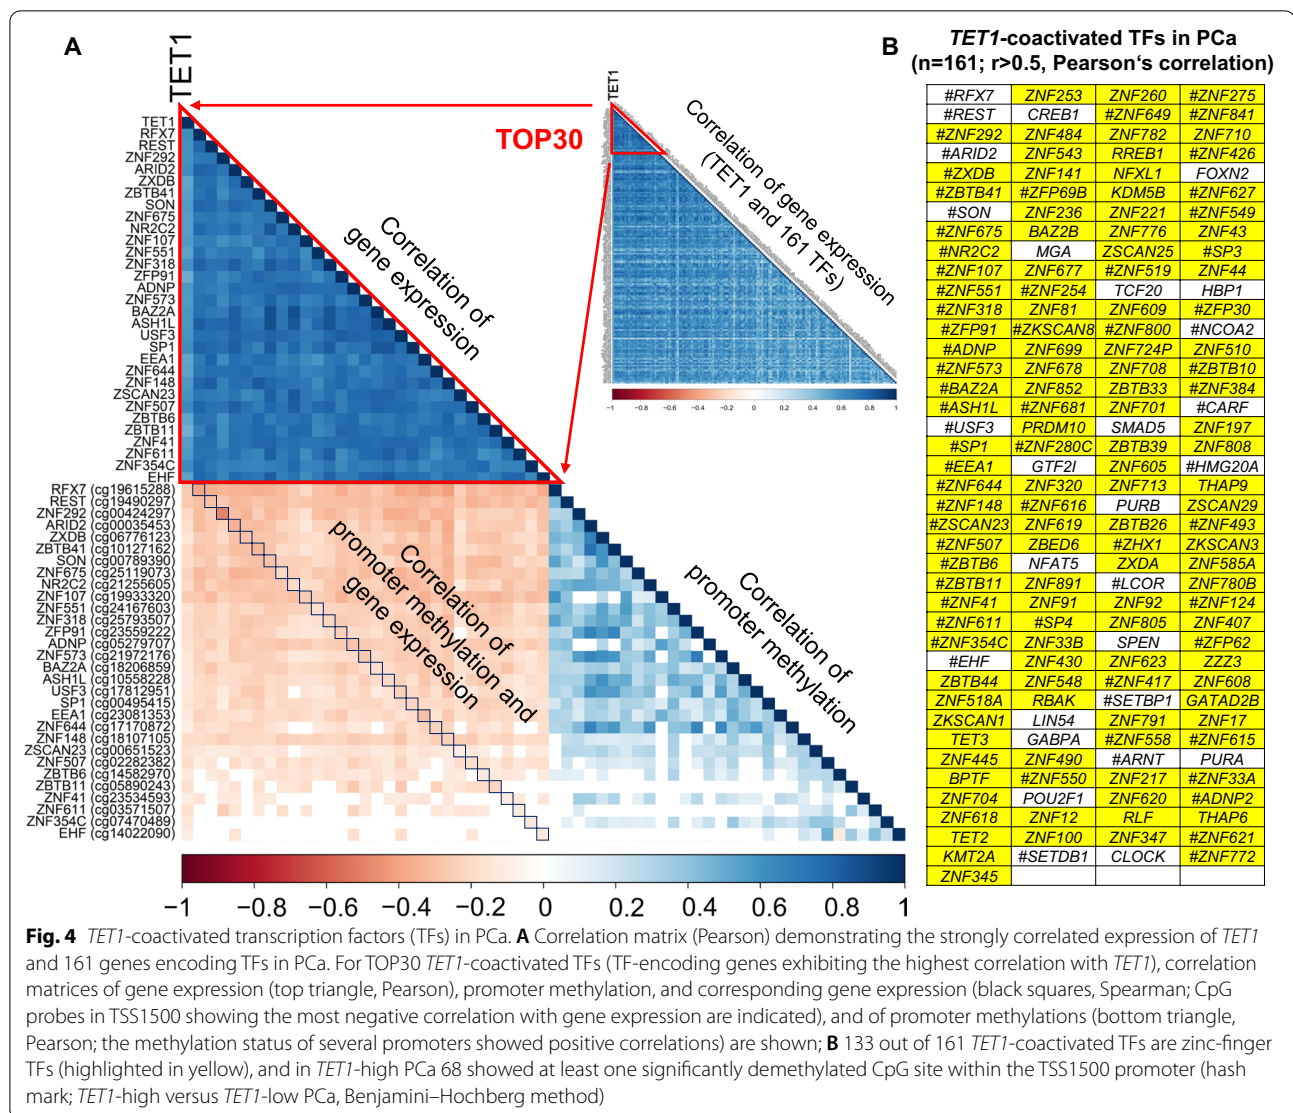 A
TET1
TET1
RFX7
REST
ZNF292
ARID2
ZXDB
ZBTB41
SON
ZNF675
NR2C2
ZNF107
ZNF551
ZNF318
ZFP91
ADNP
ZNF573
BAZ2A
ASH1L
USF3
SP1
EEA1
ZNF644
ZNF148
ZSCAN23
ZNF507
ZBTB6
ZBTB11
ZNF41
ZNF611
ZNF354C
EHF
RFX7 (cg19615288)
REST (cg19490297)
ZNF292 (cg00424297)
ARID2 (cg00035453)
ZXDB (cg06776123)
ZBTB41 (cg10127162)
SON (cg00789390)
ZNF675 (cg25119073)
NR2C2 (cg21255605)
ZNF107 (cg19933320)
ZNF551 (cg24167603)
ZNF318 (cg25793507)
ZFP91 (cg23559222)
ADNP (cg05279707)
ZNF573 (cg21972176)
BAZ2A (cg18206859)
ASH1L (cg10558228)
USF3 (cg17812951)
SP1 (cg00495415)
EEA1 (cg23081353)
ZNF644 (cg17170872)
ZNF148 (cg18107105)
ZSCAN23 (cg00651523)
ZNF507 (cg02282382)
ZBTB6 (cg14582970)
ZBTB11 (cg05890243)
ZNF41 (cg23534593)
ZNF611 (cg03571507)
ZNF354C (cg07470489)
EHF (cg14022090)
Correlation of
gene expression
TOP30
TET1
Correlation of gene expression
(TET1 and 161 TFs)
−1 −0.8 −0.6 −0.4 −0.2 0 0.2 0.4 0.6 0.8 1
Correlation of
promoter methylation and
gene expression
Correlation of
promoter methylation
−1 −0.8 −0.6 −0.4 −0.2 0 0.2 0.4 0.6 0.8 1
B
TET1-coactivated TFs in PCa
(n=161; r>0.5, Pearson‘s correlation)
#RFX7 ZNF253 ZNF260 #ZNF275
#REST CREB1 #ZNF649 #ZNF841
#ZNF292 ZNF484 ZNF782 ZNF710
#ARID2 ZNF543 RREB1 #ZNF426
#ZXDB ZNF141 NFXL1 FOXN2
#ZBTB41 #ZFP69B KDM5B #ZNF627
#SON ZNF236 ZNF221 #ZNF549
#ZNF675 BAZ2B ZNF776 ZNF43
#NR2C2 MGA ZSCAN25 #SP3
#ZNF107 ZNF677 #ZNF519 ZNF44
#ZNF551 #ZNF254 TCF20 HBP1
#ZNF318 ZNF81 ZNF609 #ZFP30
#ZFP91 #ZKSCAN8 #ZNF800 #NCOA2
#ADNP ZNF699 ZNF724P ZNF510
#ZNF573 ZNF678 ZNF708 #ZBTB10
#BAZ2A ZNF852 ZBTB33 #ZNF384
#ASH1L #ZNF681 ZNF701 #CARF
#USF3 PRDM10 SMAD5 ZNF197
#SP1 #ZNF280C ZBTB39 ZNF808
#EEA1 GTF2I ZNF605 #HMG20A
#ZNF644 ZNF320 ZNF713 THAP9
#ZNF148 #ZNF616 PURB ZSCAN29
#ZSCAN23 ZNF619 ZBTB26 #ZNF493
#ZNF507 ZBED6 #ZHX1 ZKSCAN3
#ZBTB6 NFAT5 ZXDA ZNF585A
#ZBTB11 ZNF891 #LCOR ZNF780B
#ZNF41 ZNF91 ZNF92 #ZNF124
#ZNF611 #SP4 ZNF805 ZNF407
#ZNF354C ZNF33B SPEN #ZFP62
#EHF ZNF430 ZNF623 ZZZ3
ZBTB44 ZNF548 #ZNF417 ZNF608
ZNF518A RBAK #SETBP1 GATAD2B
ZKSCAN1 LIN54 ZNF791 ZNF17
TET3 GABPA #ZNF558 #ZNF615
ZNF445 ZNF490 #ARNT PURA
BPTF #ZNF550 ZNF217 #ZNF33A
ZNF704 POU2F1 ZNF620 #ADNP2
ZNF618 ZNF12 RLF THAP6
TET2 ZNF100 ZNF347 #ZNF621
KMT2A #SETDB1 CLOCK #ZNF772
ZNF345
Fig. 4 TET1-coactivated transcription factors (TFs) in PCa. A Correlation matrix (Pearson) demonstrating the strongly correlated expression of TET1
and 161 genes encoding TFs in PCa. For TOP30 TET1-coactivated TFs (TF-encoding genes exhibiting the highest correlation with TET1), correlation
matrices of gene expression (top triangle, Pearson), promoter methylation, and corresponding gene expression (black squares, Spearman; CpG
probes in TSS1500 showing the most negative correlation with gene expression are indicated), and of promoter methylations (bottom triangle,
Pearson; the methylation status of several promoters showed positive correlations) are shown; B 133 out of 161 TET1-coactivated TFs are zinc-finger
TFs (highlighted in yellow), and in TET1-high PCa 68 showed at least one significantly demethylated CpG site within the TSS1500 promoter (hash
mark; TET1-high versus TET1-low PCa, Benjamini–Hochberg method)